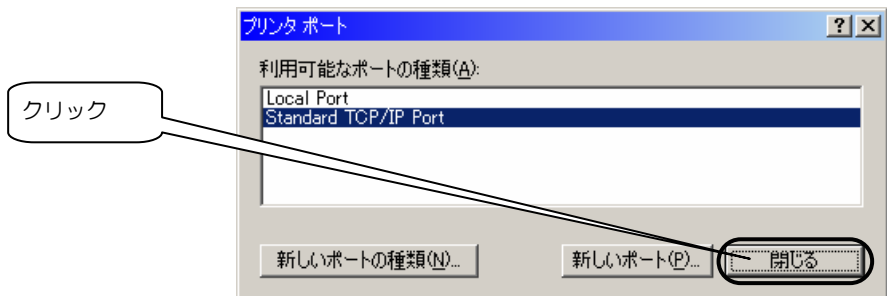 プリンタ ポート
利用可能なポートの種類(A):
クリック
Local Port
Standard TCP/IP Port
新しいポートの種類(N)... 新しいポート(P)... 閉じる